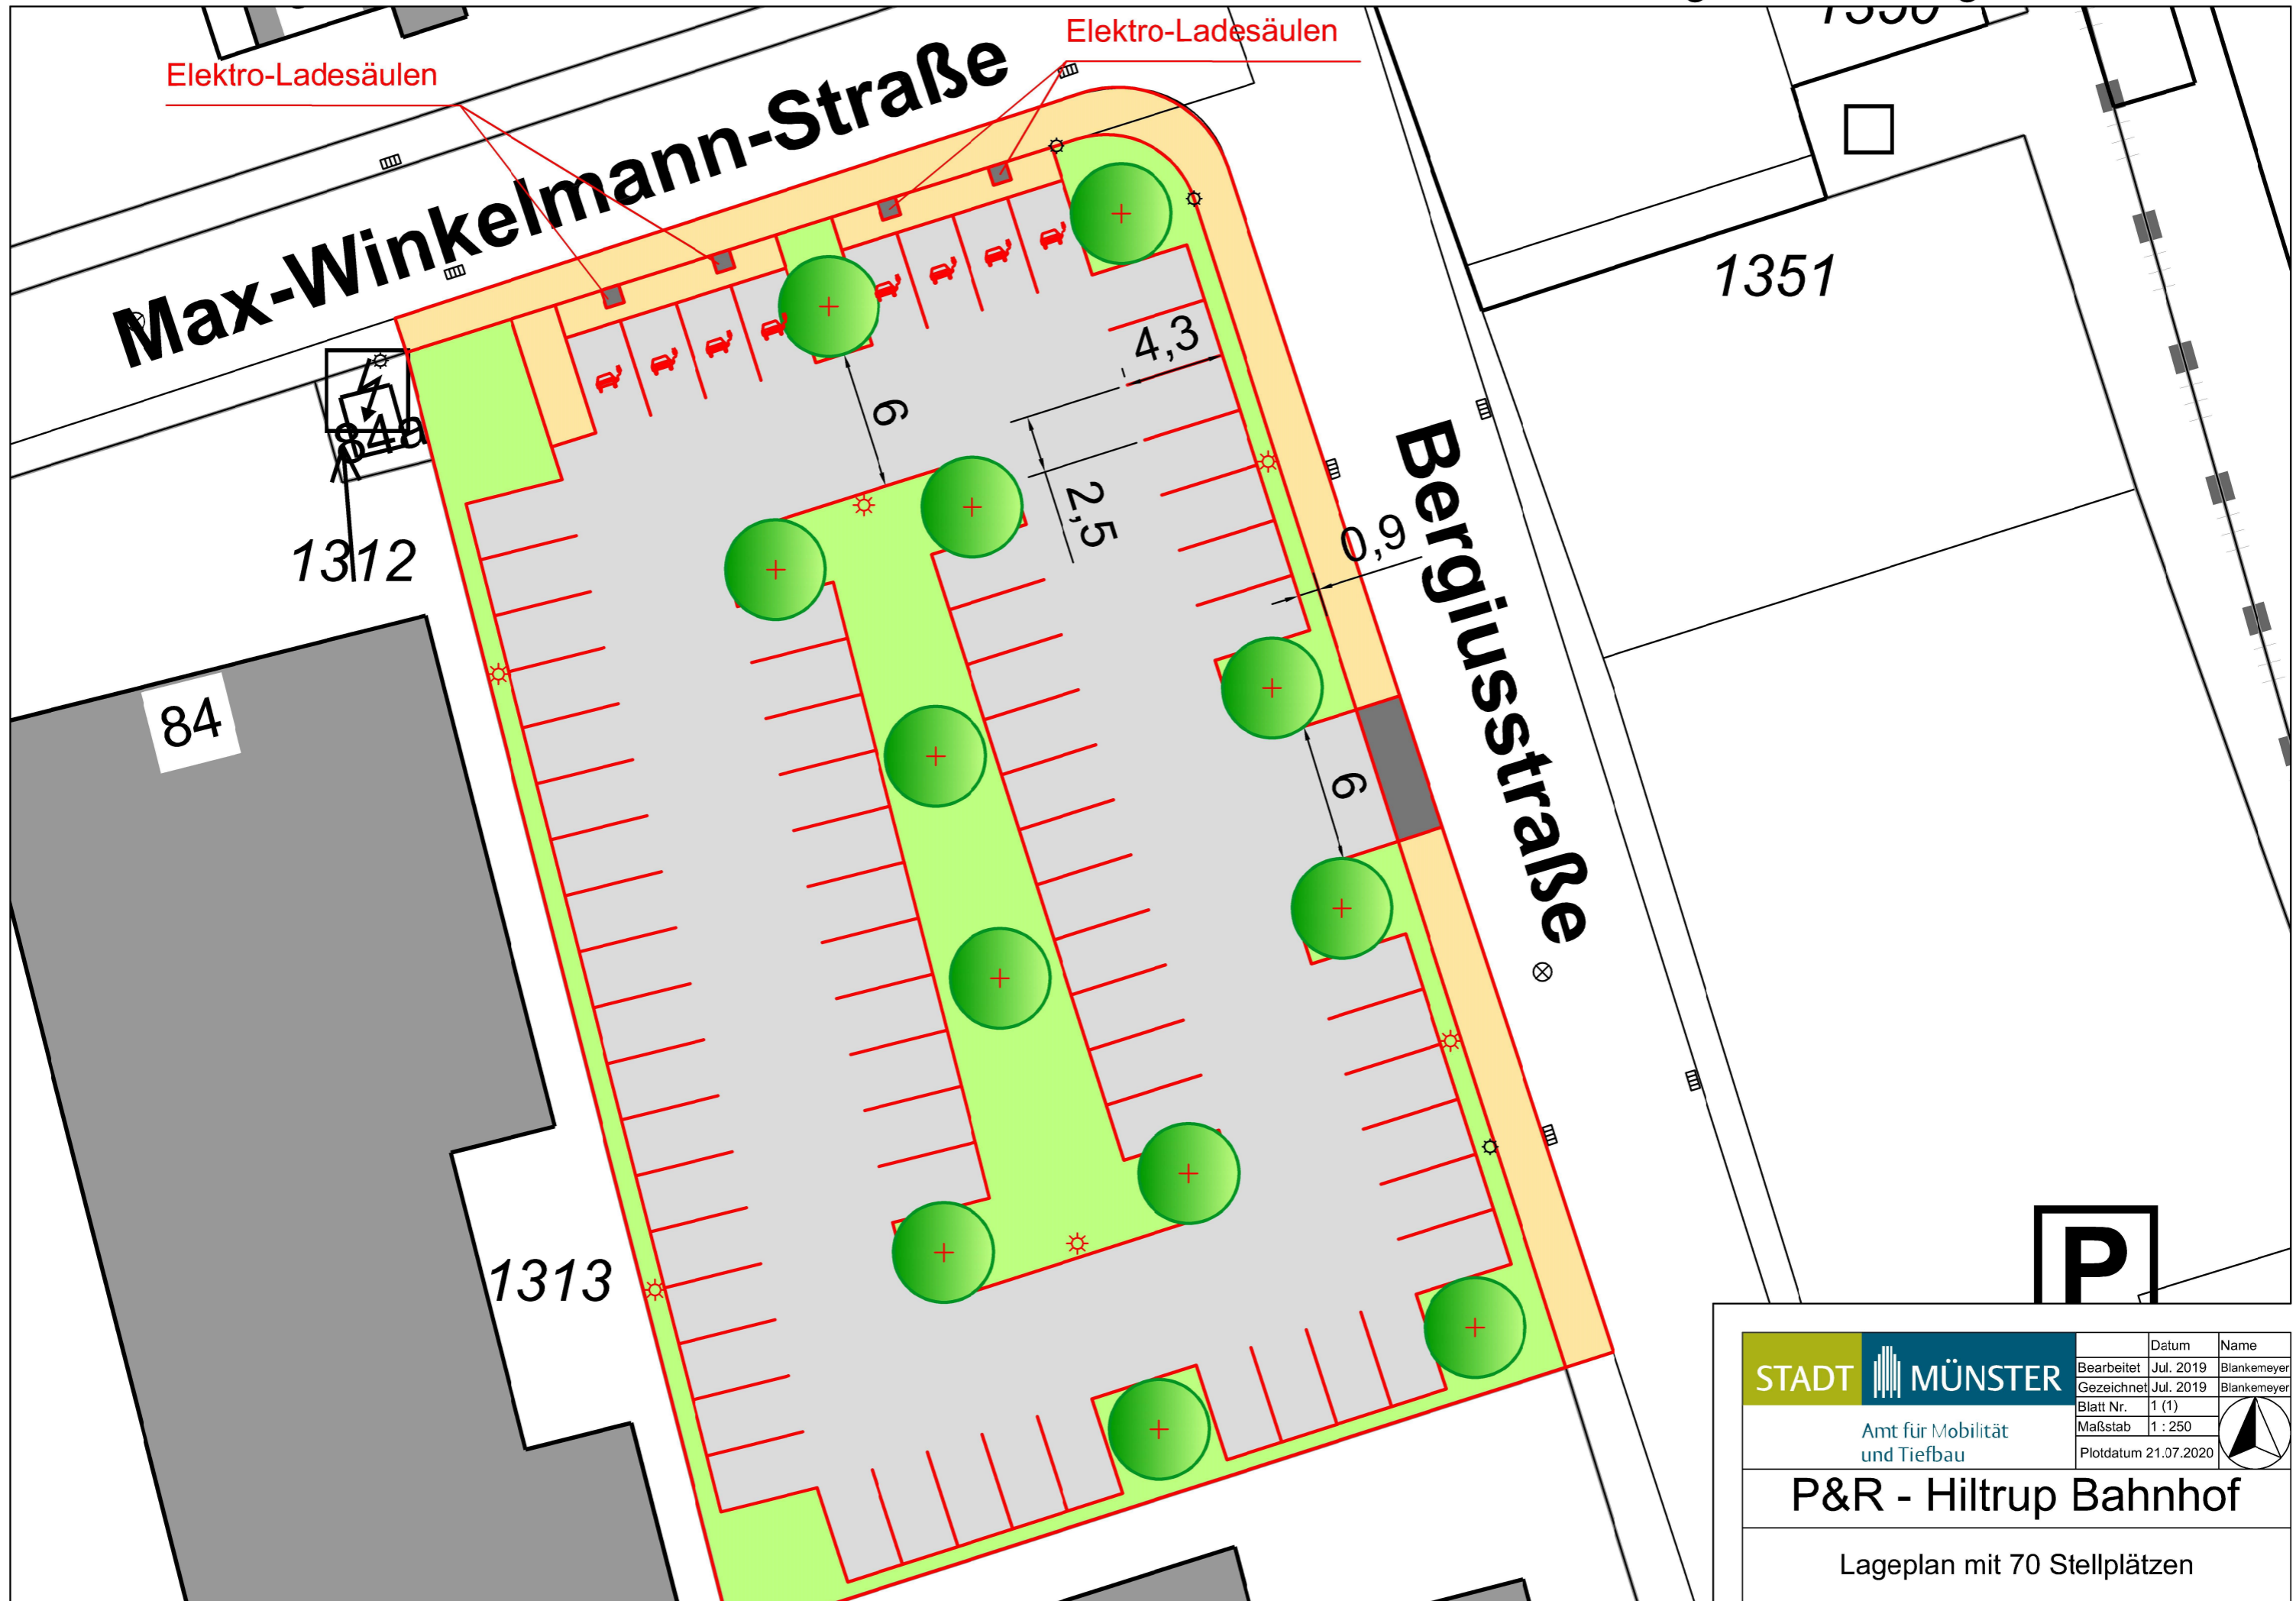 1350
Elektro-Ladesäulen
Elektro-Ladesäulen
Max-Winkelmann-Straße
1351
4,3
6
84a
2,5
0,9
1312
Bergiusstraße
84
6
1313
P
STADT MÜNSTER
Amt für Mobilität
und Tiefbau
Datum Name
Bearbeitet Jul. 2019 Blankemeyer
Gezeichnet Jul. 2019 Blankemeyer
Blatt Nr. 1 (1)
Maßstab 1 : 250
Plotdatum 21.07.2020
P&R - Hiltrup Bahnhof
Lageplan mit 70 Stellplätzen